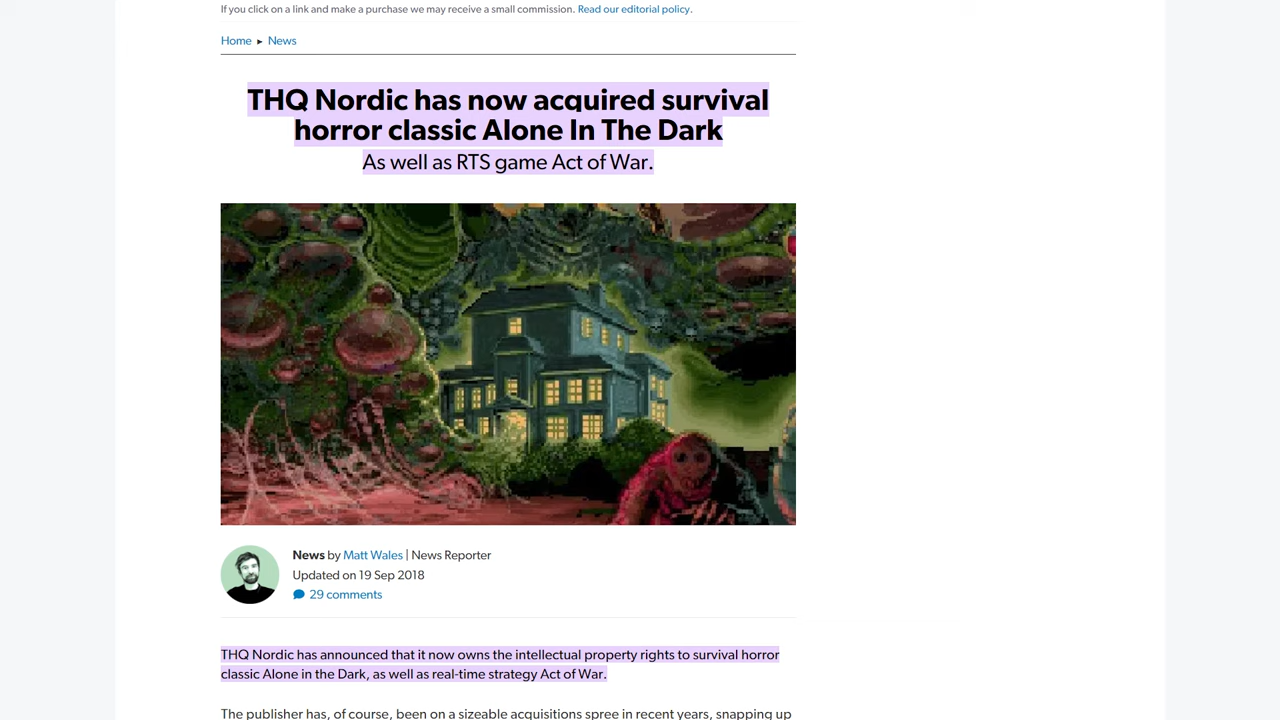 If you click on a link and make a purchase we may receive a small commission. Read our editorial policy.
Home ▸ News
THQ Nordic has now acquired survival
horror classic Alone In The Dark
As well as RTS game Act of War.
News by Matt Wales | News Reporter
Updated on 19 Sep 2018
29 comments
THQ Nordic has announced that it now owns the intellectual property rights to survival horror
classic Alone in the Dark, as well as real-time strategy Act of War.
The publisher has, of course, been on a sizeable acquisitions spree in recent years, snapping up